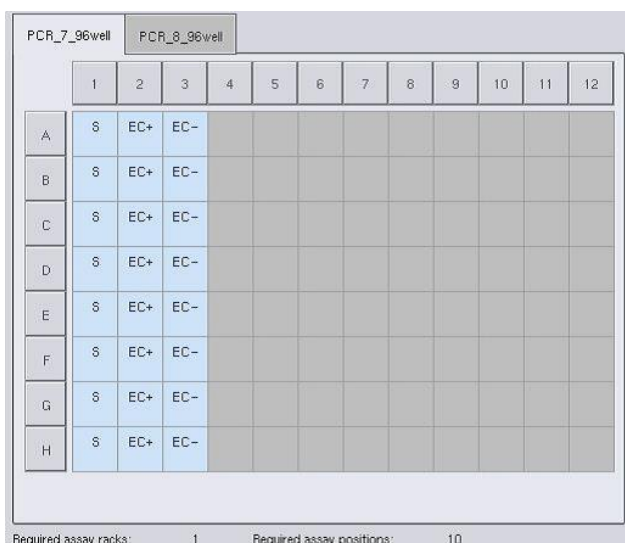 PCR_7_96well PCR_8_96well
1 2 3 4 5 6 7 8 9 10 11 12
A S EC+ EC-
B S EC+ EC-
C S EC+ EC-
D S EC+ EC-
E S EC+ EC-
F S EC+ EC-
G S EC+ EC-
H S EC+ EC-
Required assay racks: 1 Required assay positions: 10